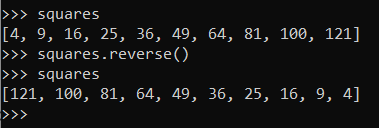 >>> squares
[4, 9, 16, 25, 36, 49, 64, 81, 100, 121]
>>> squares.reverse()
>>> squares
[121, 100, 81, 64, 49, 36, 25, 16, 9, 4]
>>>